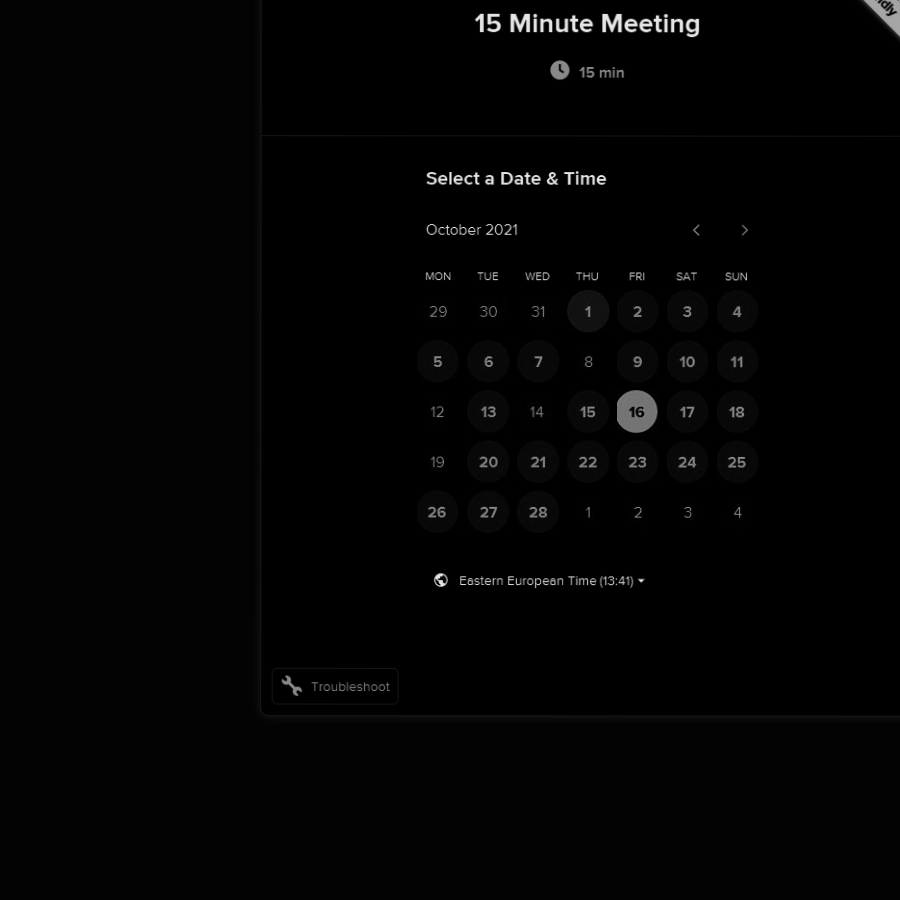 15 Minute Meeting
15 min
Select a Date & Time
October 2021
MON TUE WED THU FRI SAT SUN
29 30 31 1 2 3 4
5 6 7 8 9 10 11
12 13 14 15 16 17 18
19 20 21 22 23 24 25
26 27 28 1 2 3 4
Eastern European Time (13:41)
Troubleshoot